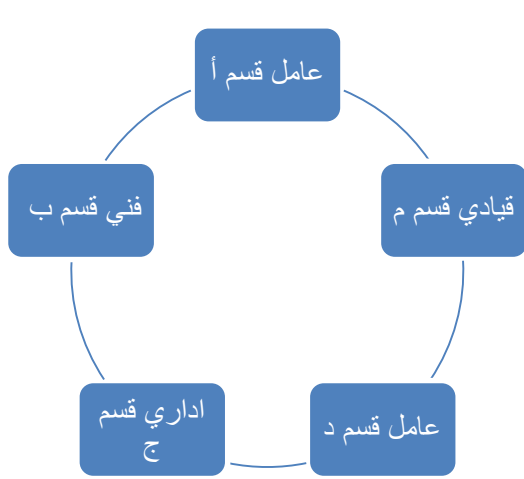 عامل قسم أ
قيادي قسم م
عامل قسم د
اداري قسم
ج
فني قسم ب